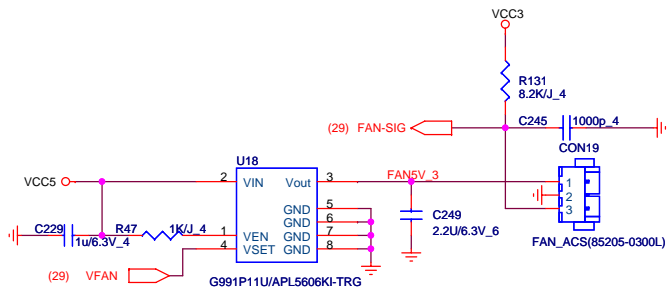 VCC3
R131
8.2K/J_4
(29) FAN-SIG
C245
1000p_4
CON19
U18
VCC5
2
VIN
Vout
3
FAN5V_3
1
2
3
GND
5
GND
6
C229
1u/6.3V_4
R47
1K/J_4
1
VEN
GND
7
4
VSET
GND
8
C249
2.2U/6.3V_6
FAN_ACS(85205-0300L)
(29) VFAN
G991P11U/APL5606KI-TRG